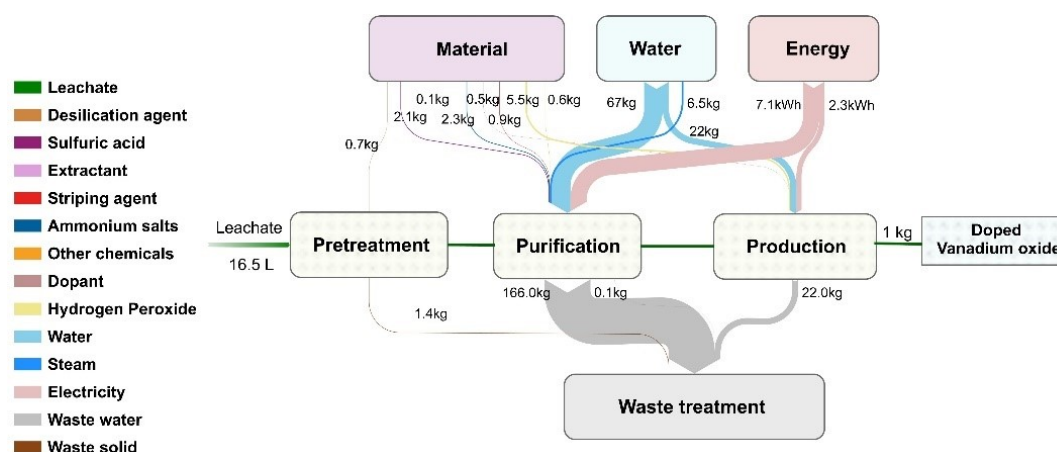 Material
Water
Energy
Leachate
Desilication agent
Sulfuric acid
Extractant
Striping agent
Ammonium salts
Other chemicals
Dopant
Hydrogen Peroxide
Water
Steam
Electricity
Waste water
Waste solid
0.7kg
2.1kg
0.1kg
2.3kg
0.5kg
0.9kg
5.5kg
0.6kg
67kg
6.5kg
22kg
7.1kWh
2.3kWh
Leachate
16.5 L
Pretreatment
Purification
Production
1 kg
Doped
Vanadium oxide
1.4kg
166.0kg
0.1kg
22.0kg
Waste treatment